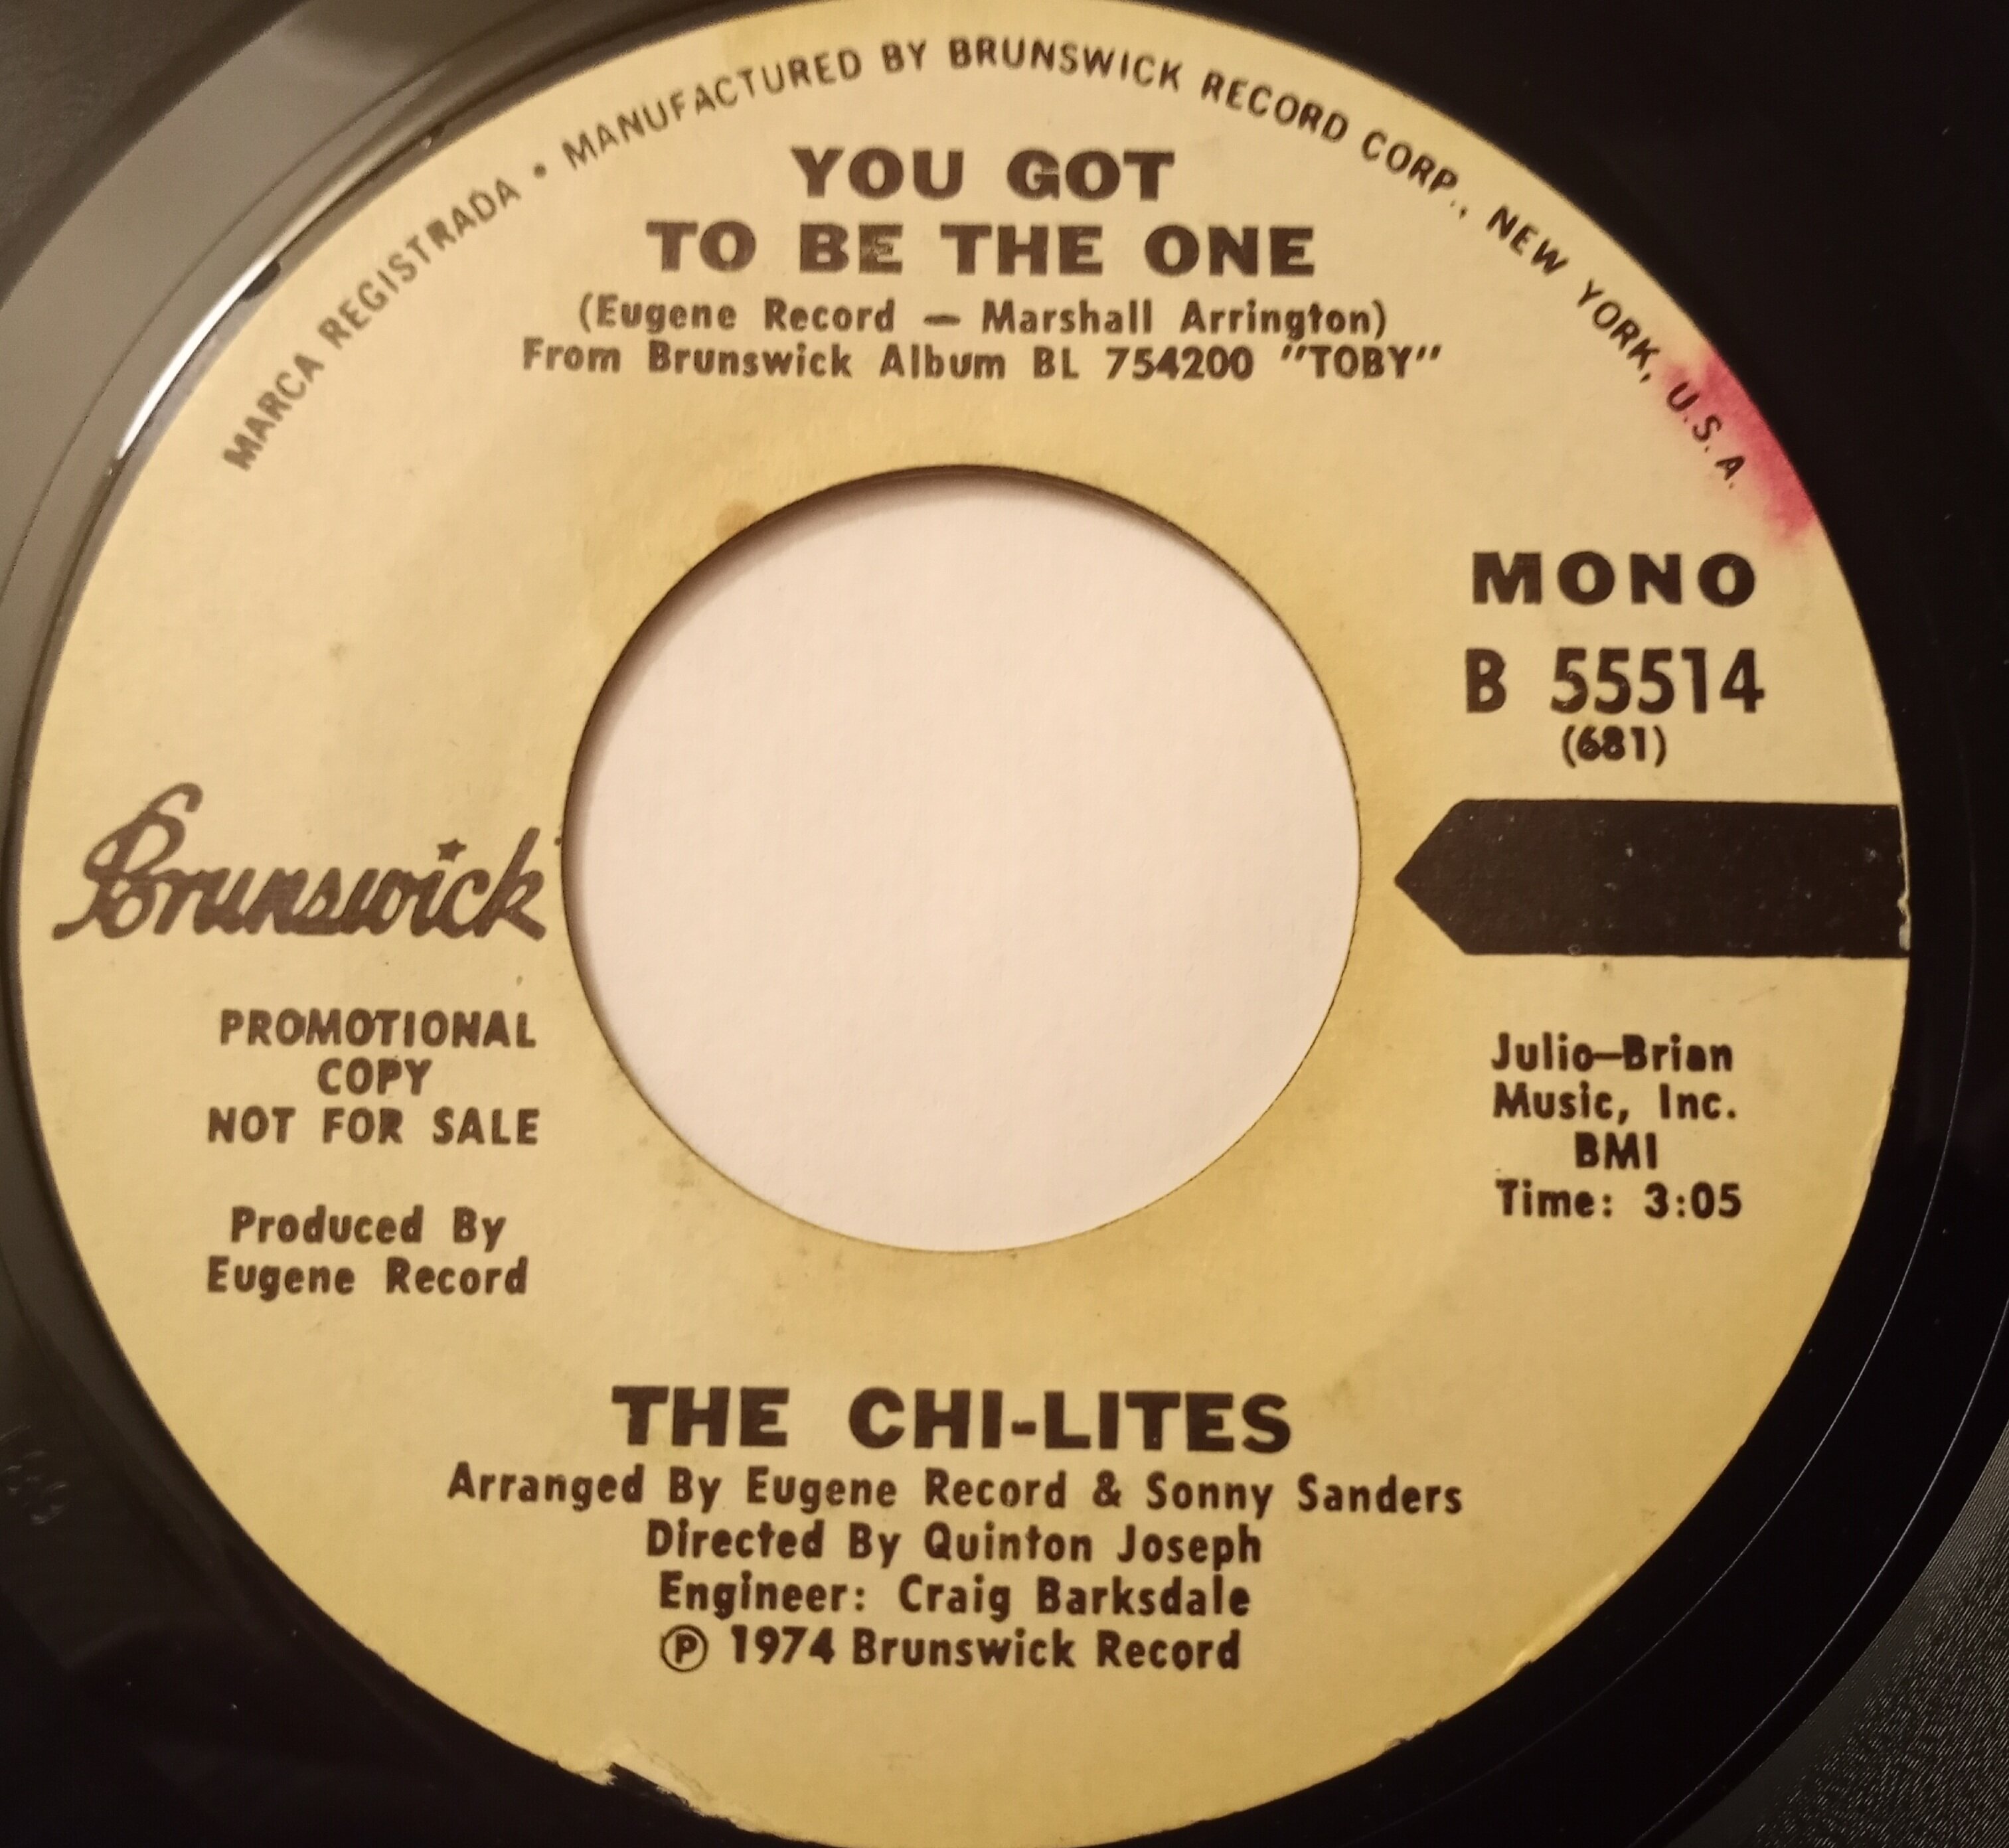 MARCA REGISTRADA • MANUFACTURED BY BRUNSWICK RECORD CORP., NEW YORK, U.S.A.
YOU GOT
TO BE THE ONE
(Eugene Record — Marshall Arrington)
From Brunswick Album BL 754200 "TOBY"
MONO
B 55514
(681)
Brunswick
PROMOTIONAL
COPY
NOT FOR SALE
Produced By
Eugene Record
Julio—Brian
Music, Inc.
BMI
Time: 3:05
THE CHI-LITES
Arranged By Eugene Record & Sonny Sanders
Directed By Quinton Joseph
Engineer: Craig Barksdale
℗ 1974 Brunswick Record